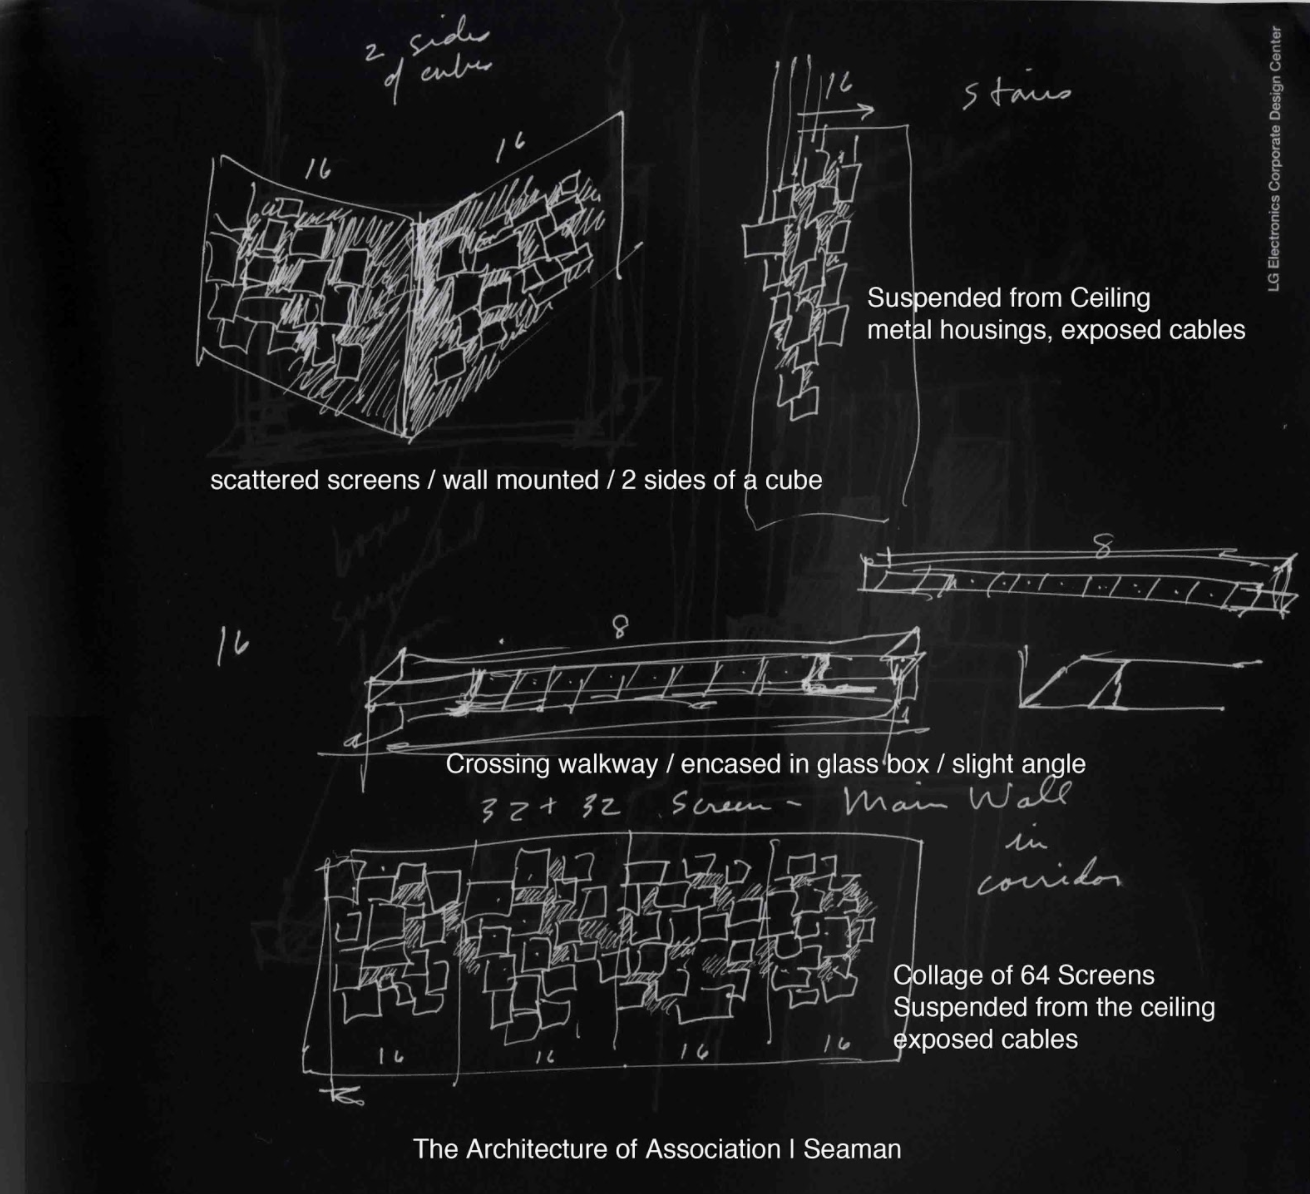 2 sides
of cube
16
16
16
stairs
LG Electronics Corporate Design Center
Suspended from Ceiling
metal housings, exposed cables
scattered screens / wall mounted / 2 sides of a cube
8
16
8
Crossing walkway / encased in glass box / slight angle
32 + 32 Screen - Main Wall
in
corridor
Collage of 64 Screens
Suspended from the ceiling
exposed cables
16
16
16
16
The Architecture of Association | Seaman